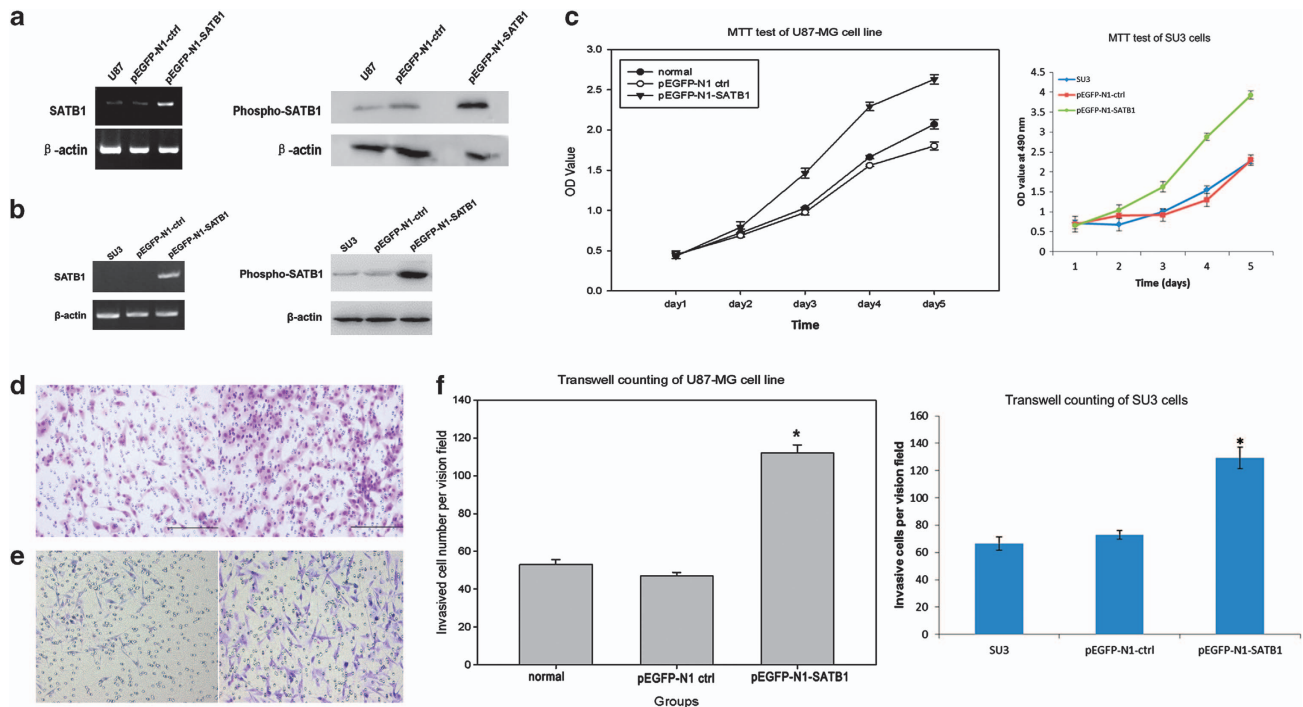 a
U87
pEGFP-N1-ctrl
pEGFP-N1-SATB1
SATB1
β-actin
U87
pEGFP-N1-ctrl
pEGFP-N1-SATB1
Phospho-SATB1
β-actin
b
SU3
pEGFP-N1-ctrl
pEGFP-N1-SATB1
SATB1
β-actin
SU3
pEGFP-N1-ctrl
pEGFP-N1-SATB1
Phospho-SATB1
β-actin
c
MTT test of U87-MG cell line
normal
pEGFP-N1 ctrl
pEGFP-N1-SATB1
OD Value
3.0
2.5
2.0
1.5
1.0
0.5
0.0
day1 day2 day3 day4 day5
Time
MTT test of SU3 cells
SU3
pEGFP-N1-ctrl
pEGFP-N1-SATB1
OD value at 490 nm
4.5
4
3.5
3
2.5
2
1.5
1
0.5
0
1 2 3 4 5
Time (days)
d
e
f
Transwell counting of U87-MG cell line
Invasived cell number per vision field
140
120
100
80
60
40
20
0
*
normal pEGFP-N1 ctrl pEGFP-N1-SATB1
Groups
Transwell counting of SU3 cells
Invasive cells per vision field
160
140
120
100
80
60
40
20
0
*
SU3 pEGFP-N1-ctrl pEGFP-N1-SATB1